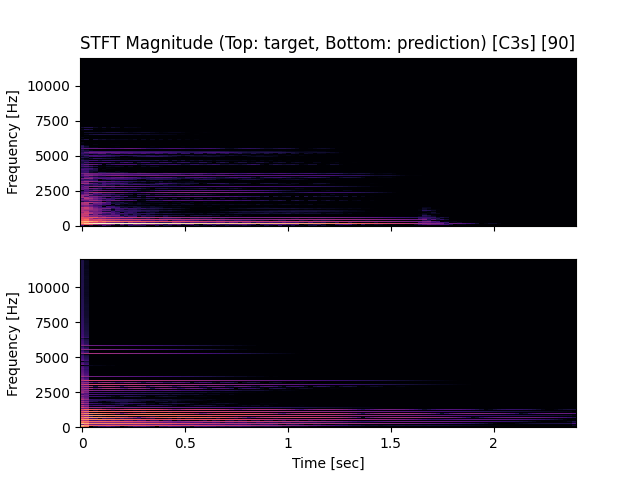 STFT Magnitude (Top: target, Bottom: prediction) [C3s] [90]
Frequency [Hz]
10000
7500
5000
2500
0
Frequency [Hz]
10000
7500
5000
2500
0
0 0.5 1 1.5 2
Time [sec]